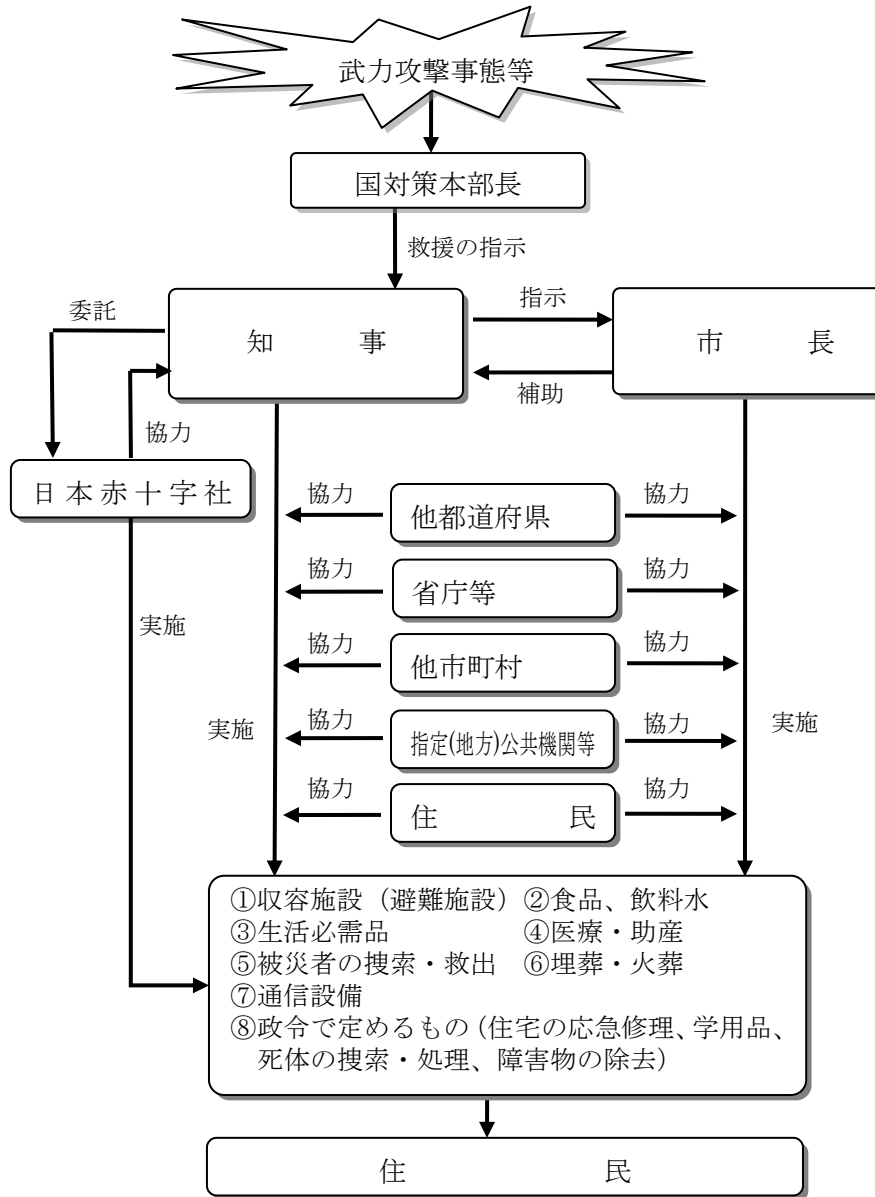 武力攻撃事態等
国対策本部長
救援の指示
委託
知　　事
指示
市　　長
補助
協力
日本赤十字社
協力
他都道府県
協力
協力
省庁等
協力
実施
協力
他市町村
協力
実施
協力
指定(地方)公共機関等
協力
実施
協力
住　　民
協力
①収容施設（避難施設）②食品、飲料水
③生活必需品　④医療・助産
⑤被災者の捜索・救出　⑥埋葬・火葬
⑦通信設備
⑧政令で定めるもの（住宅の応急修理、学用品、
死体の捜索・処理、障害物の除去）
住　　民